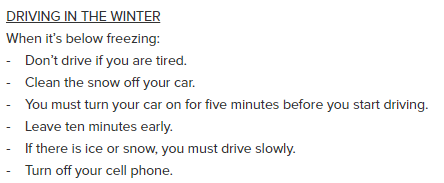 DRIVING IN THE WINTER
When it's below freezing:
- Don't drive if you are tired.
- Clean the snow off your car.
- You must turn your car on for five minutes before you start driving.
- Leave ten minutes early.
- If there is ice or snow, you must drive slowly.
- Turn off your cell phone.